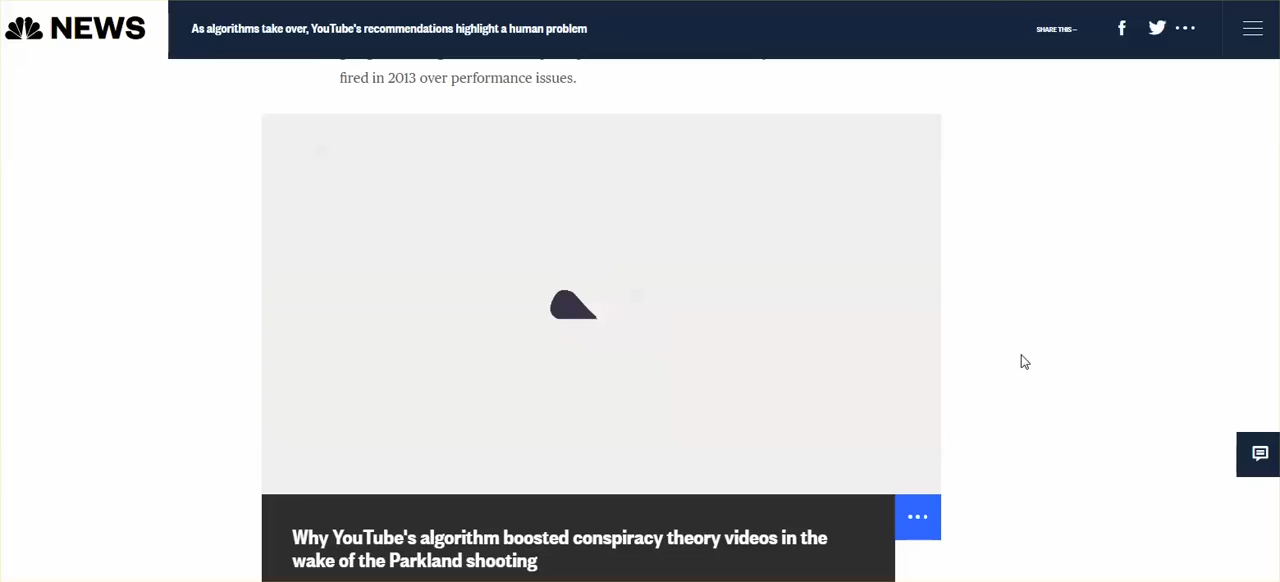 NEWS
As algorithms take over, YouTube's recommendations highlight a human problem
SHARE THIS –
fired in 2013 over performance issues.
Why YouTube's algorithm boosted conspiracy theory videos in the
wake of the Parkland shooting